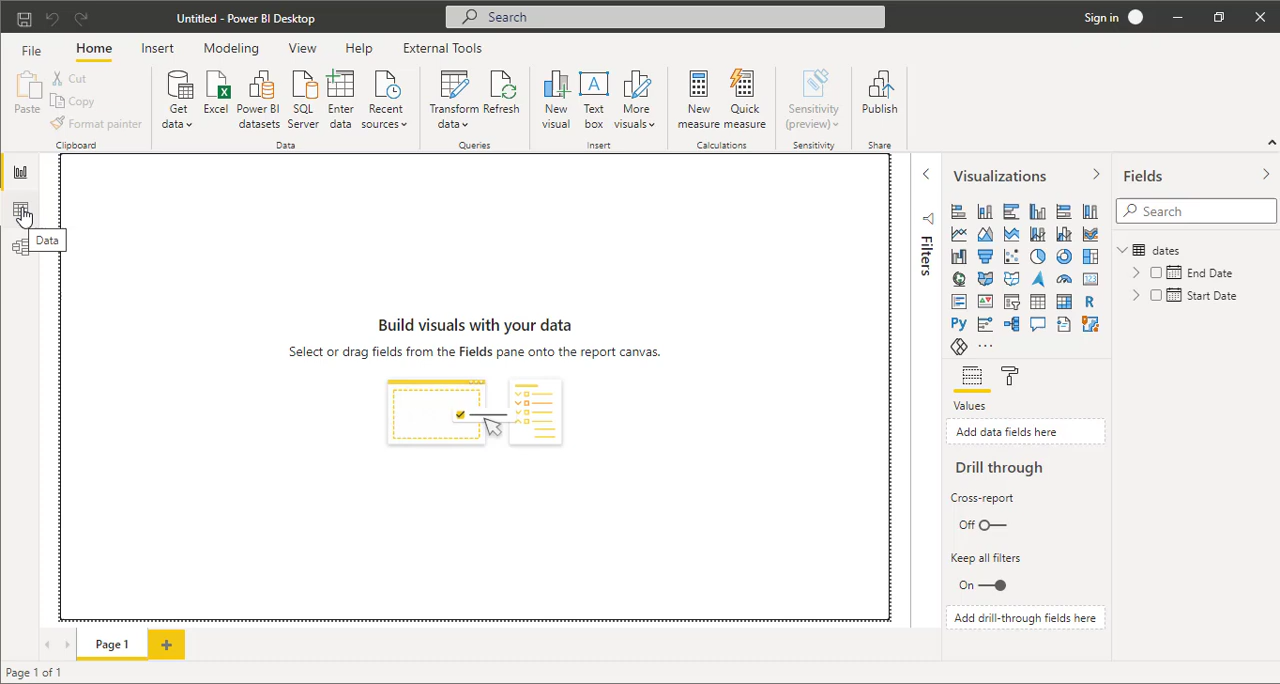 Untitled - Power BI Desktop
Search
Sign in
File
Home
Insert
Modeling
View
Help
External Tools
Paste
Cut
Copy
Format painter
Clipboard
Get data
Excel
Power BI datasets
SQL Server
Enter data
Recent sources
Data
Transform data
Refresh
Queries
New visual
A
Text box
More visuals
Insert
New measure
Quick measure
Calculations
Sensitivity (preview)
Sensitivity
Publish
Share
Data
Build visuals with your data
Select or drag fields from the Fields pane onto the report canvas.
Filters
Visualizations
R
Py
123
Values
Add data fields here
Drill through
Cross-report
Off
Keep all filters
On
Add drill-through fields here
Fields
Search
dates
End Date
Start Date
Page 1
Page 1 of 1